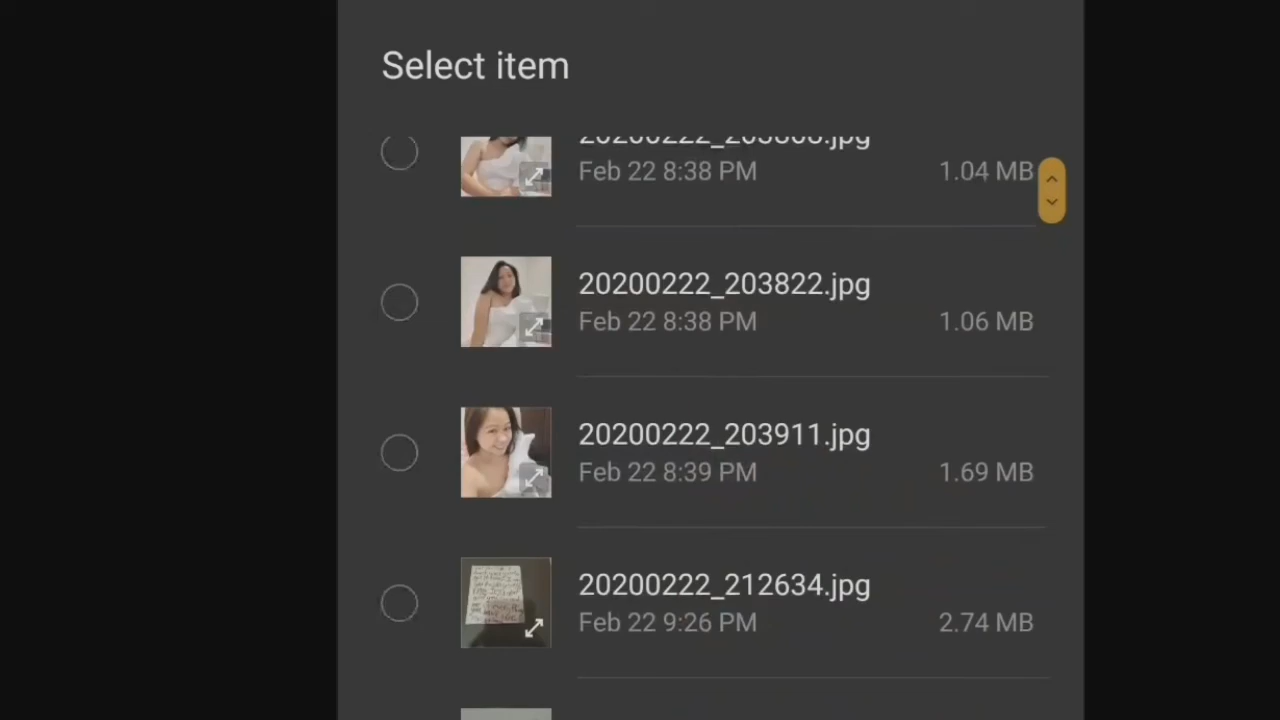 Select item
20200222_203808.jpg
Feb 22 8:38 PM
1.04 MB
20200222_203822.jpg
Feb 22 8:38 PM
1.06 MB
20200222_203911.jpg
Feb 22 8:39 PM
1.69 MB
20200222_212634.jpg
Feb 22 9:26 PM
2.74 MB